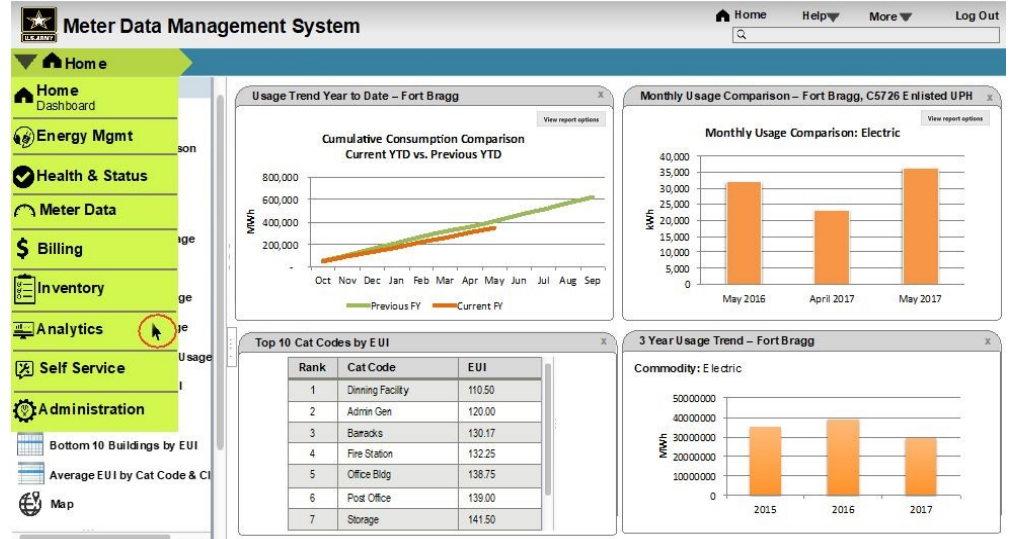 U.S.ARMY
Meter Data Management System
Home
Help
More
Log Out
Home
Home
Dashboard
Energy Mgmt
Health & Status
Meter Data
Billing
Inventory
Analytics
Self Service
Administration
son
age
ge
je
Usage
I
Bottom 10 Buildings by EUI
Average EUI by Cat Code & Cl
Map
Usage Trend Year to Date – Fort Bragg
x
View report options
Cumulative Consumption Comparison
Current YTD vs. Previous YTD
MWh
800,000
600,000
400,000
200,000
-
Oct Nov Dec Jan Feb Mar Apr May Jun Jul Aug Sep
Previous FY Current FY
Monthly Usage Comparison – Fort Bragg, C5726 Enlisted UPH
x
View report options
Monthly Usage Comparison: Electric
kWh
40,000
35,000
30,000
25,000
20,000
15,000
10,000
5,000
0
May 2016 April 2017 May 2017
Top 10 Cat Codes by EUI
x
Rank Cat Code EUI
1 Dinning Facility 110.50
2 Admin Gen 120.00
3 Barracks 130.17
4 Fire Station 132.25
5 Office Bldg 138.75
6 Post Office 139.00
7 Storage 141.50
3 Year Usage Trend – Fort Bragg
x
Commodity: Electric
MWh
50000000
40000000
30000000
20000000
10000000
0
2015 2016 2017